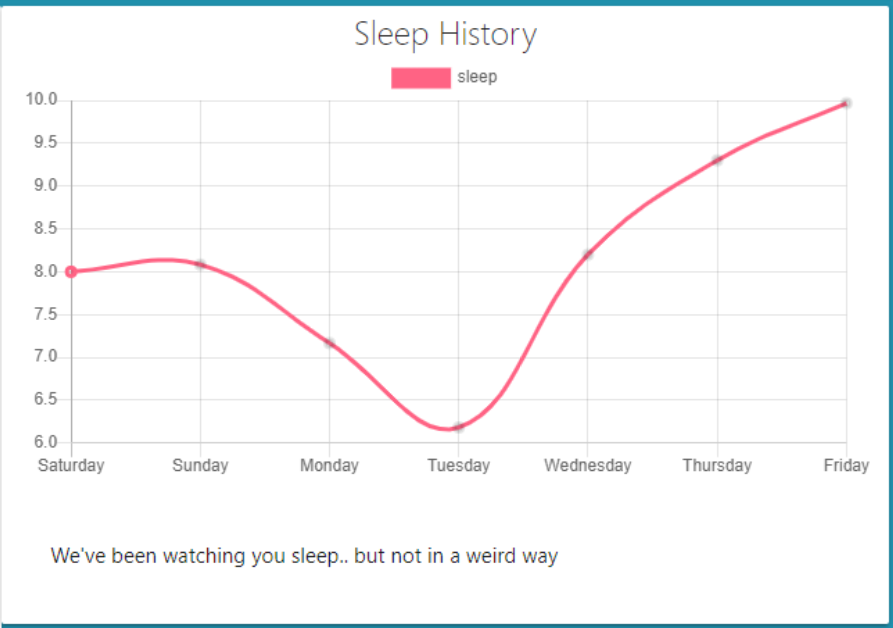 Sleep History
sleep
10.0
9.5
9.0
8.5
8.0
7.5
7.0
6.5
6.0
Saturday Sunday Monday Tuesday Wednesday Thursday Friday
We've been watching you sleep.. but not in a weird way